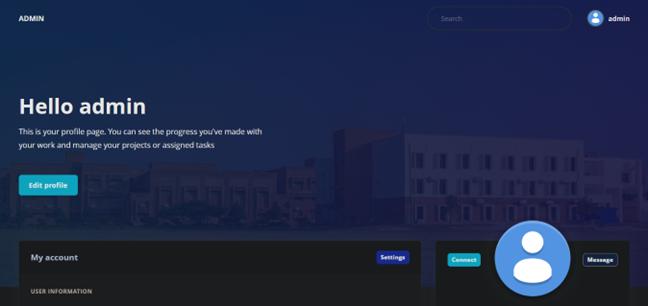 ADMIN
Search
admin
Hello admin
This is your profile page. You can see the progress you've made with
your work and manage your projects or assigned tasks
Edit profile
My account
Settings
Connect
Message
USER INFORMATION